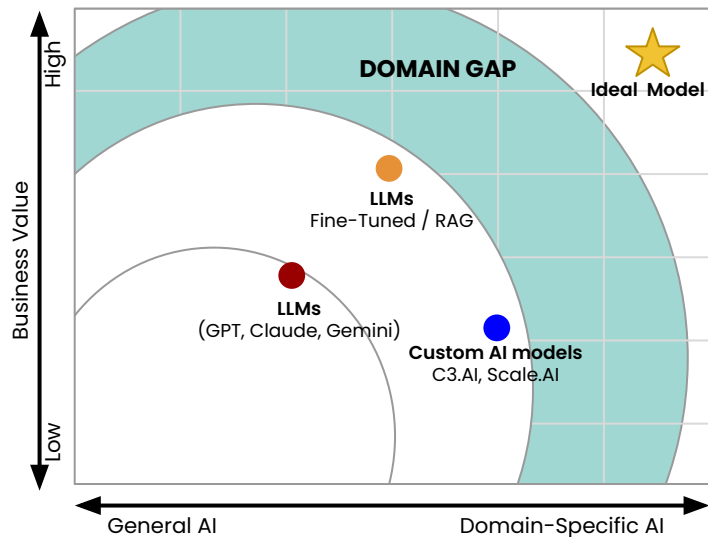 High
DOMAIN GAP
Ideal Model
LLMs
Fine-Tuned / RAG
Business Value
LLMs
(GPT, Claude, Gemini)
Custom AI models
C3.AI, Scale.AI
Low
General AI
Domain-Specific AI